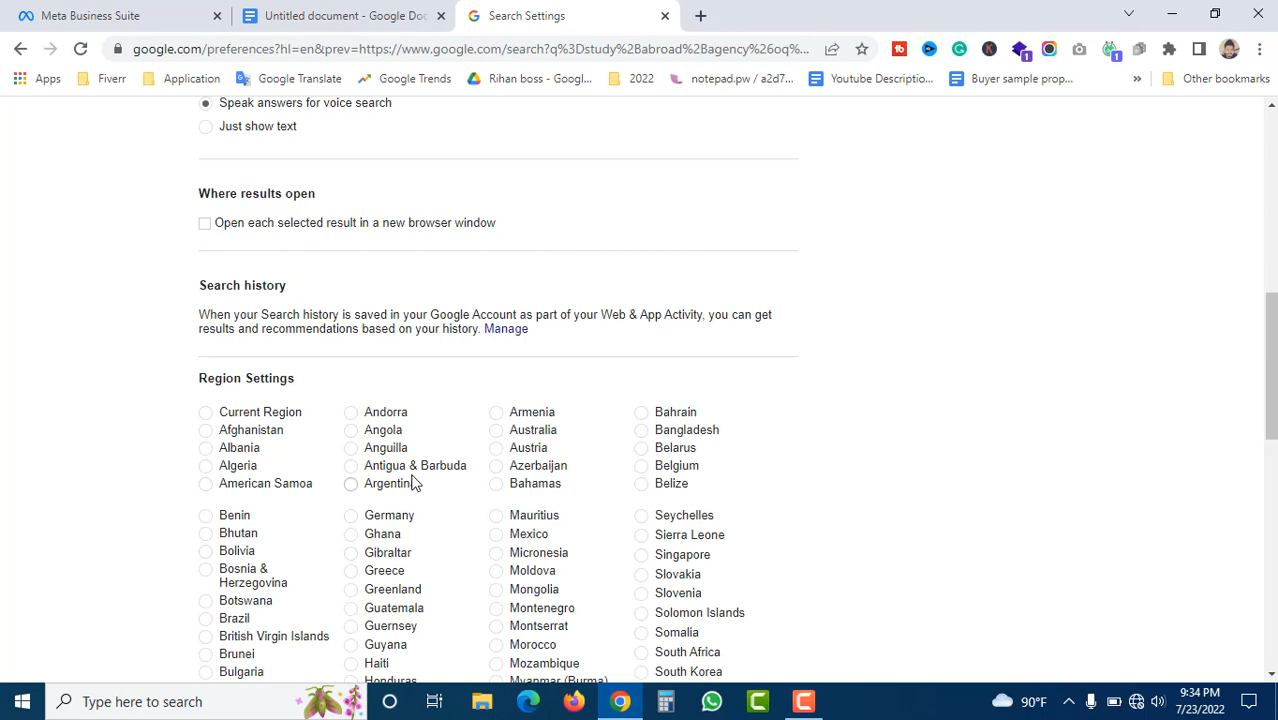 Meta Business Suite
Untitled document - Google Doc
Search Settings
google.com/preferences?hl=en&prev=https://www.google.com/search?q%3Dstudy%2Babroad%2Bagency%26oq%...
Apps
Fiverr
Application
Google Translate
Google Trends
Rihan boss - Googl...
2022
notepad.pw / a2d7...
Youtube Descriptio...
Buyer sample prop...
»
Other bookmarks
Speak answers for voice search
Just show text
Where results open
Open each selected result in a new browser window
Search history
When your Search history is saved in your Google Account as part of your Web & App Activity, you can get
results and recommendations based on your history. Manage
Region Settings
Current Region Andorra Armenia Bahrain
Afghanistan Angola Australia Bangladesh
Albania Anguilla Austria Belarus
Algeria Antigua & Barbuda Azerbaijan Belgium
American Samoa Argentina Bahamas Belize
Benin Germany Mauritius Seychelles
Bhutan Ghana Mexico Sierra Leone
Bolivia Gibraltar Micronesia Singapore
Bosnia & Greece Moldova Slovakia
Herzegovina Greenland Mongolia Slovenia
Botswana Guatemala Montenegro Solomon Islands
Brazil Guernsey Montserrat Somalia
British Virgin Islands Guyana Morocco South Africa
Brunei Haiti Mozambique South Korea
Bulgaria Honduras Myanmar (Burma)
Type here to search
90°F
9:34 PM
7/23/2022